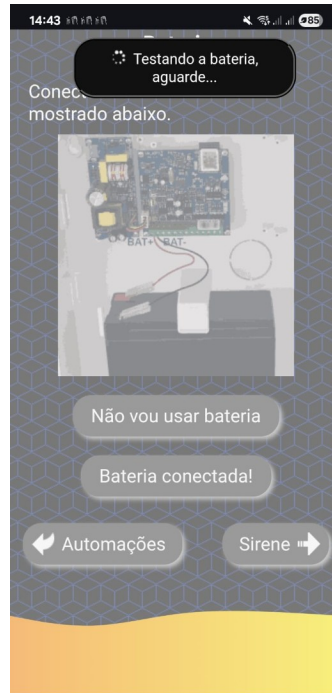 14:43
85
Testando a bateria,
aguarde...
Conec
mostrado abaixo.
BAT+ BAT-
Não vou usar bateria
Bateria conectada!
Automações
Sirene